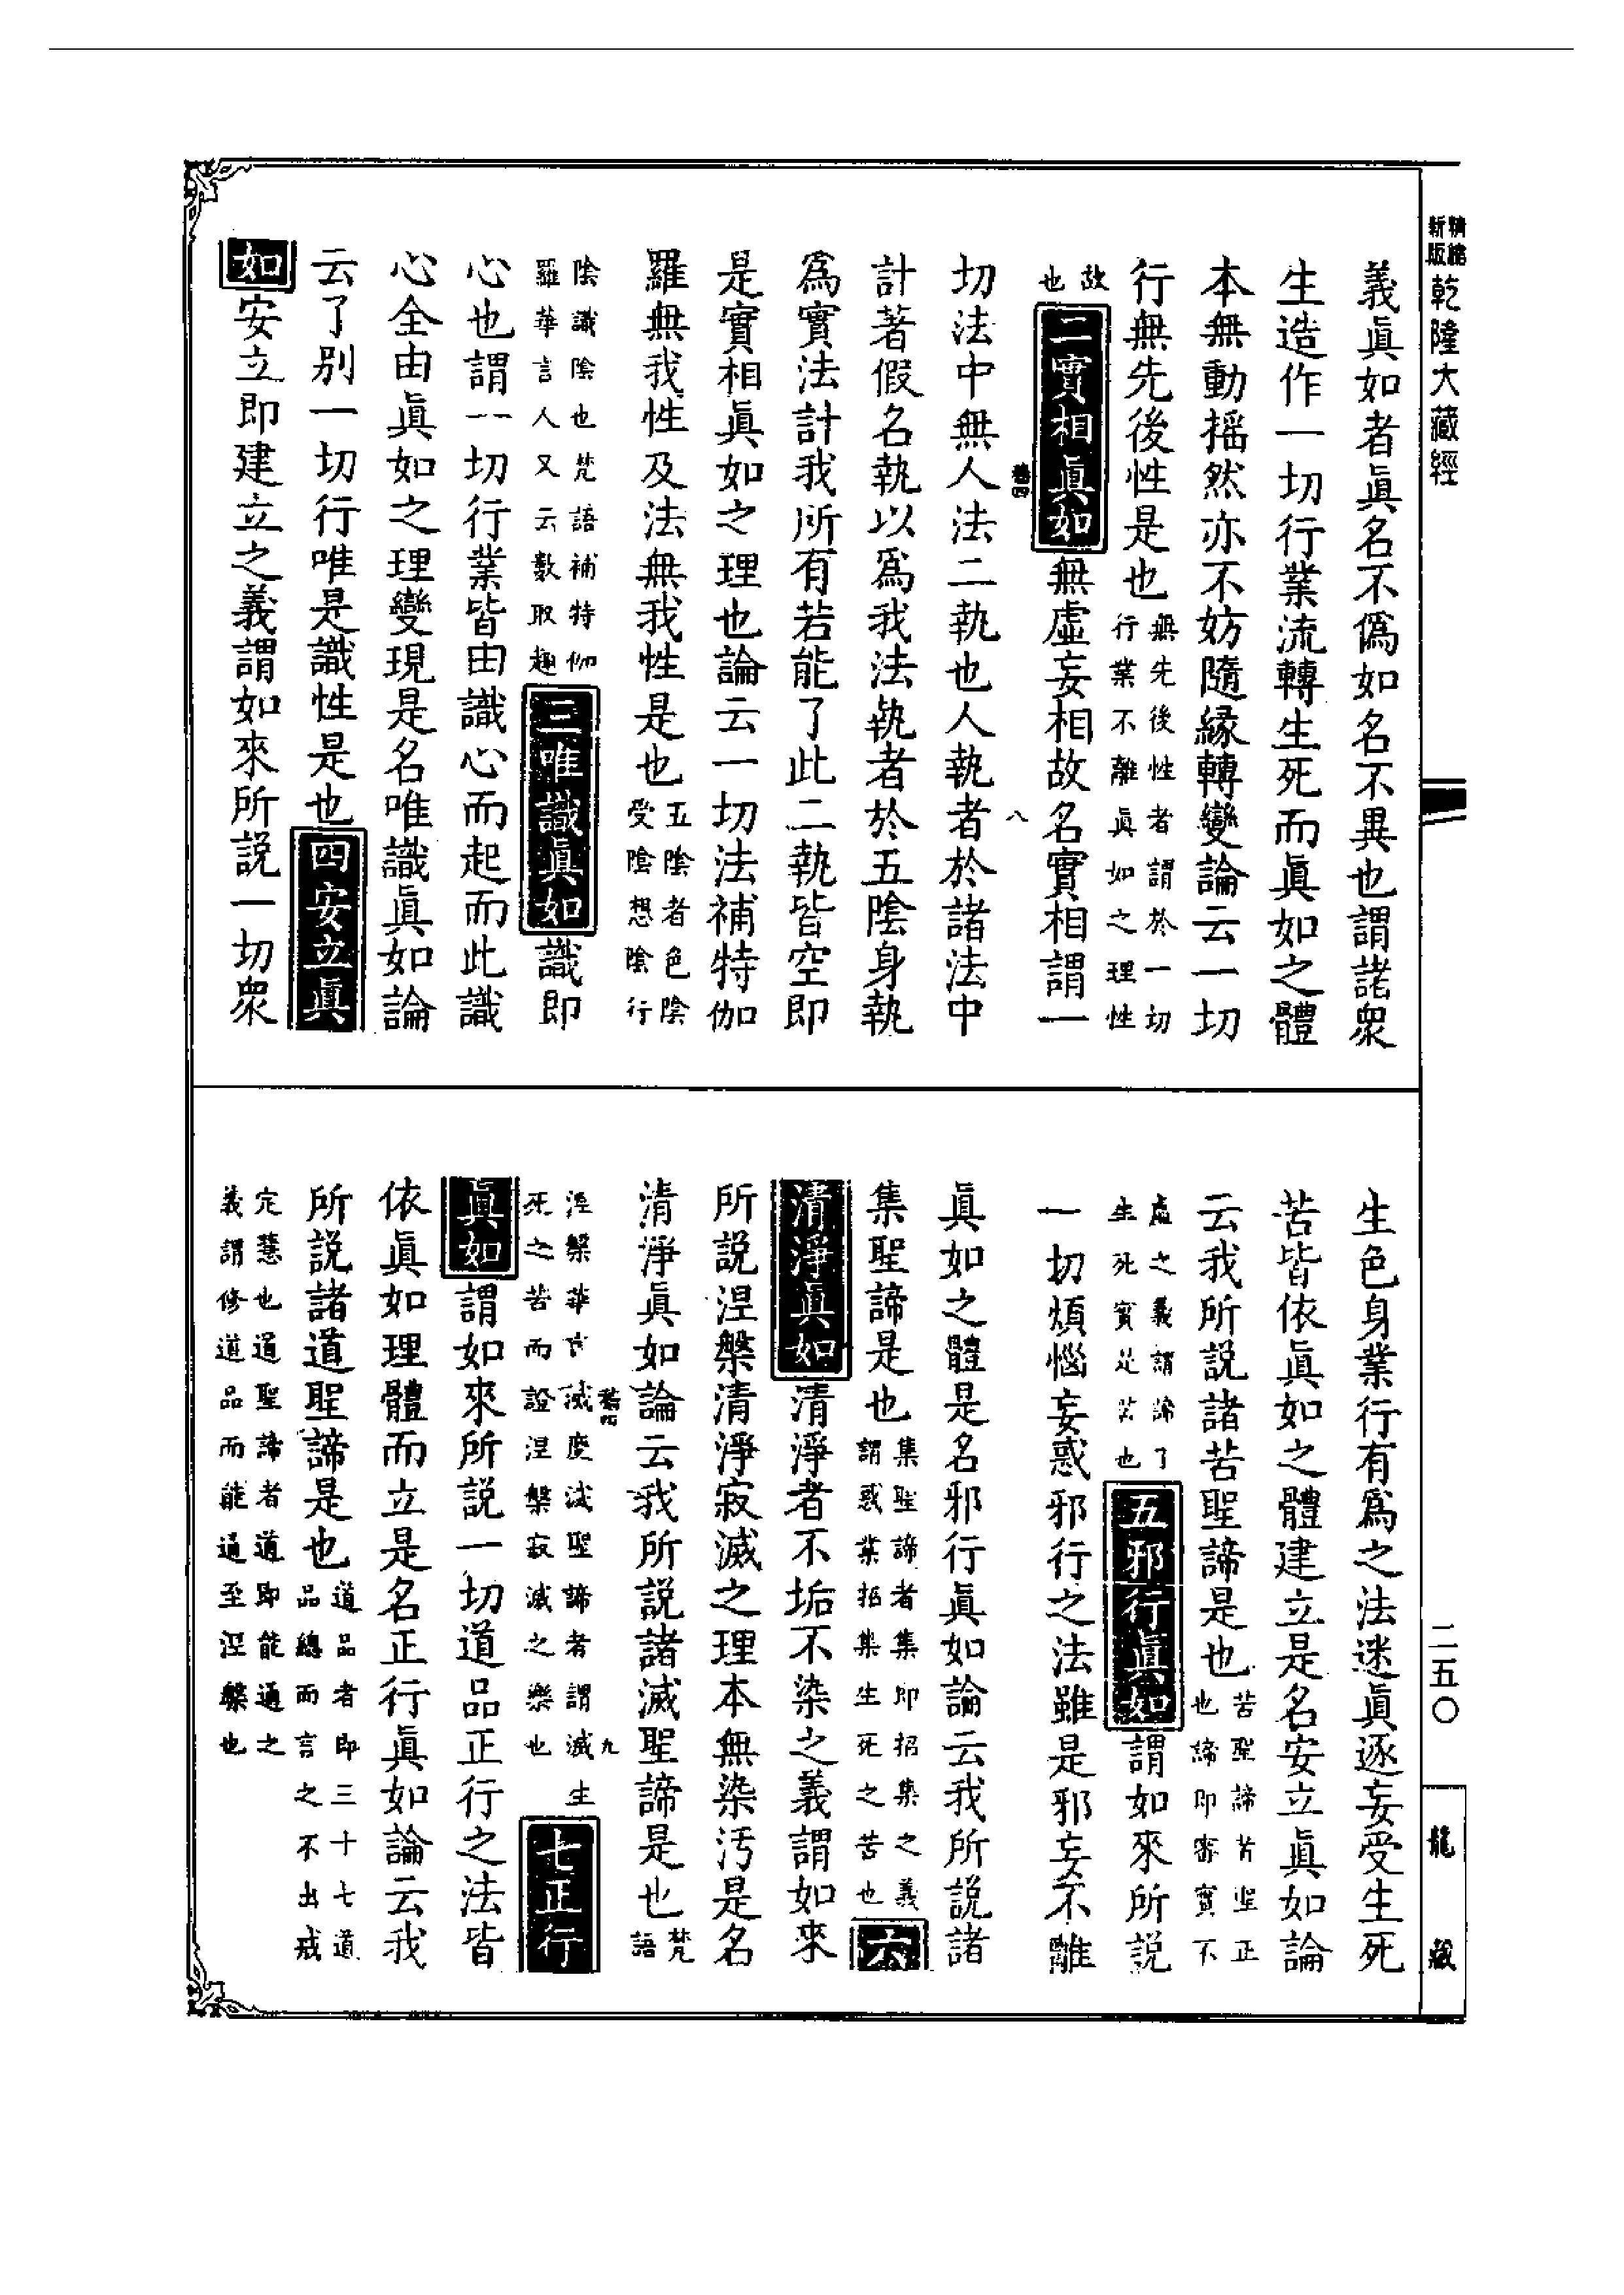 精縮新版乾隆大藏經
義眞如者眞名不僞如名不異也謂諸衆
生造作一切行業流轉生死而眞如之體
本無動搖然亦不妨隨緣轉變論云一切
行無先後性是也無先後性者謂於一切行業不離眞如之理性
故也二實相眞如無虛妄相故名實相謂一
卷四 八
切法中無人法二執也人執者於諸法中
計著假名執以爲我法執者於五陰身執
爲實法計我所有若能了此二執皆空即
是實相眞如之理也論云一切法補特伽
羅無我性及法無我性是也五陰者色陰受陰想陰行
陰識陰也梵語補特伽羅華言人又云數取趣三唯識眞如識即
心也謂一切行業皆由識心而起而此識
心全由眞如之理變現是名唯識眞如論
云了別一切行唯是識性是也四安立眞
如安立即建立之義謂如來所説一切衆
生色身業行有爲之法迷眞逐妄受生死
苦皆依眞如之體建立是名安立眞如論
云我所説諸苦聖諦是也苦聖諦者聖正也諦即審實不
處之義謂諦了生死實是苦也五邪行眞如謂如來所説
一切煩惱妄惑邪行之法雖是邪妄不離
眞如之體是名邪行眞如論云我所説諸
集聖諦是也集聖諦者集即招集之義謂惑業招集生死之苦也六
清淨眞如清淨者不垢不染之義謂如來
所説涅槃清淨寂滅之理本無染汚是名
清淨眞如論云我所説諸滅聖諦是也梵語
卷四 九
涅槃華言滅度滅聖諦者謂滅生死之苦而證涅槃寂滅之樂也七正行
眞如謂如來所説一切道品正行之法皆
依眞如理體而立是名正行眞如論云我
所説諸道聖諦是也道品者即三十七道品總而言之不出戒
定慧也道聖諦者道即能通之義謂修道品而能通至涅槃也
二五〇
龍藏